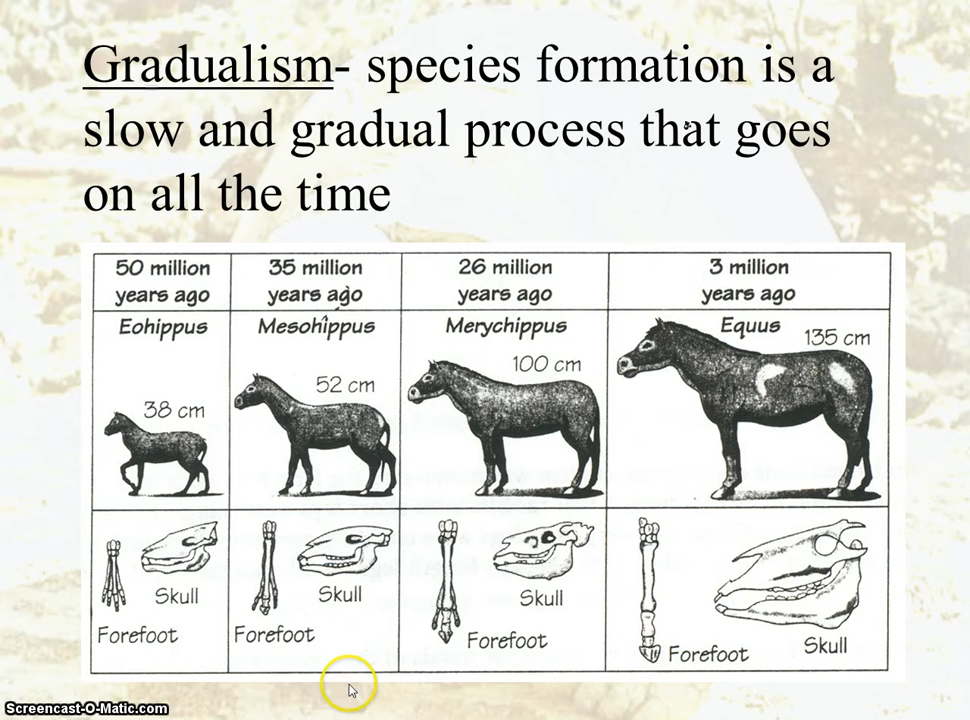 Gradualism- species formation is a
slow and gradual process that goes
on all the time
50 million
years ago
35 million
years ago
26 million
years ago
3 million
years ago
Eohippus
Mesohippus
Merychippus
Equus
135 cm
100 cm
52 cm
38 cm
Skull
Forefoot
Skull
Forefoot
Skull
Forefoot
Skull
Forefoot
Screencast-O-Matic.com